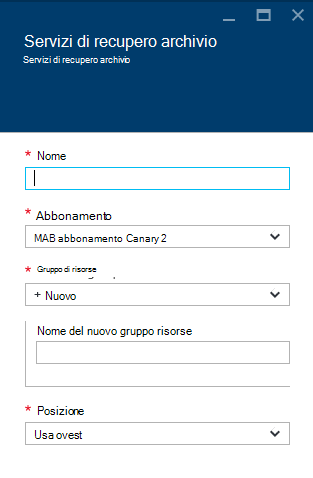 Servizi di recupero archivio
Servizi di recupero archivio
* Nome
* Abbonamento
MAB abbonamento Canary 2
* Gruppo di risorse
+ Nuovo
Nome del nuovo gruppo risorse
* Posizione
Usa ovest